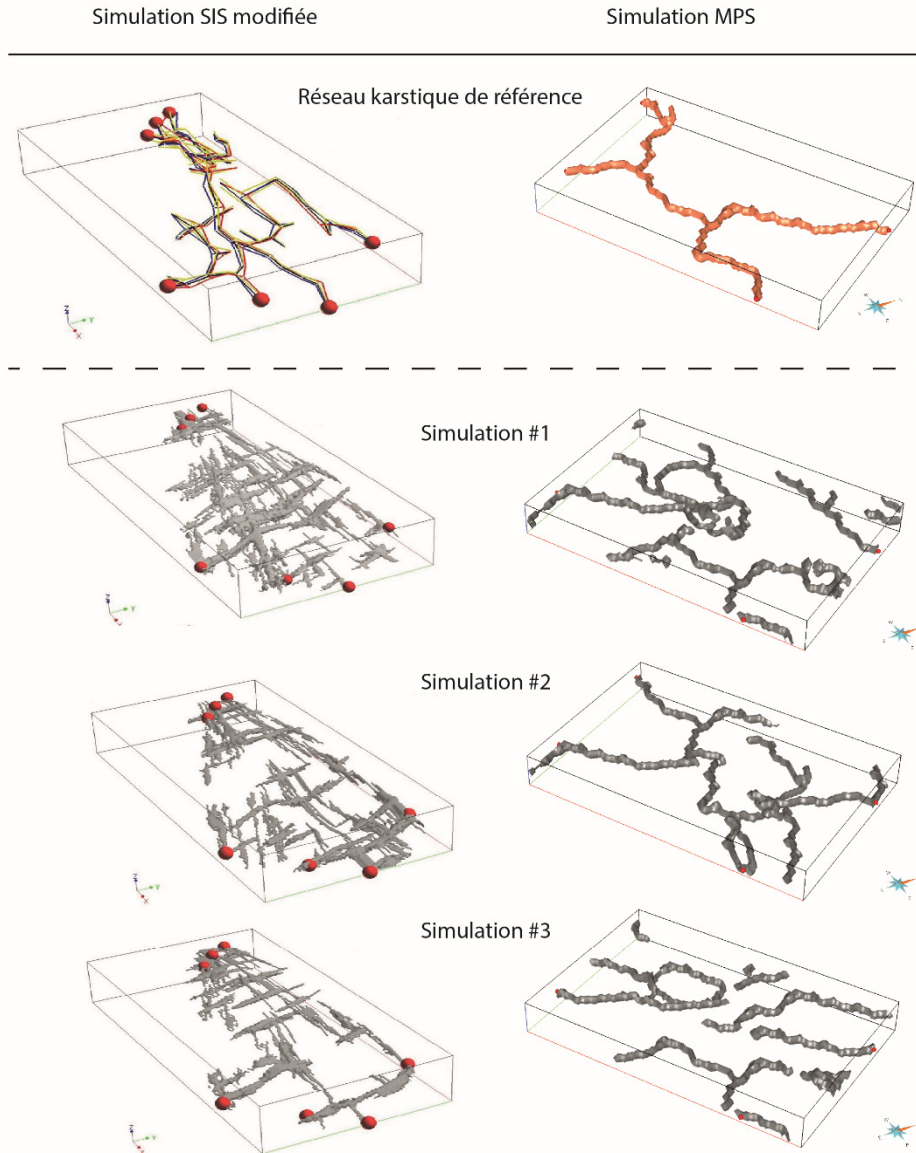 Simulation SIS modifiée
Simulation MPS
Réseau karstique de référence
Z
Y
X
Simulation #1
Z
Y
X
Simulation #2
Z
Y
X
Simulation #3
Z
Y
X